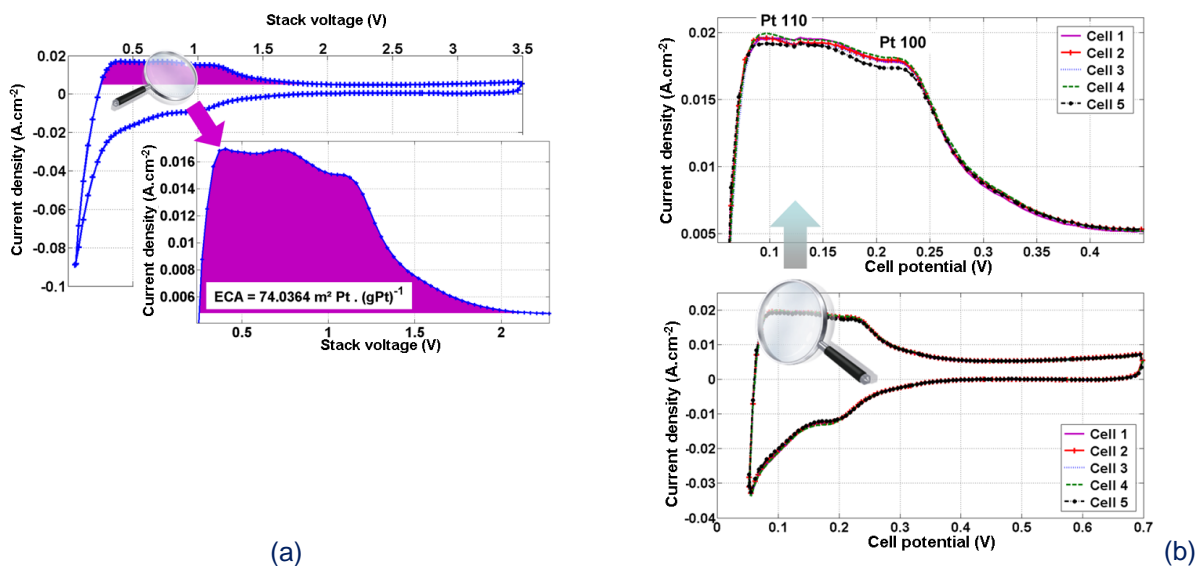 Stack voltage (V)
0.5 1 1.5 2 2.5 3 3.5
Current density (A.cm-2)
0.02
0
-0.02
-0.04
-0.06
-0.08
-0.1
Current density (A.cm-2)
0.016
0.014
0.012
0.01
0.008
0.006
ECA = 74.0364 m² Pt . (gPt)-1
0.5 1 1.5 2
Stack voltage (V)
(a)
Pt 110
Pt 100
Cell 1
Cell 2
Cell 3
Cell 4
Cell 5
Current density (A.cm-2)
0.02
0.015
0.01
0.005
0.1 0.15 0.2 0.25 0.3 0.35 0.4
Cell potential (V)
Current density (A.cm-2)
0.02
0.01
0
-0.01
-0.02
-0.03
-0.04
Cell 1
Cell 2
Cell 3
Cell 4
Cell 5
0 0.1 0.2 0.3 0.4 0.5 0.6 0.7
Cell potential (V)
(b)